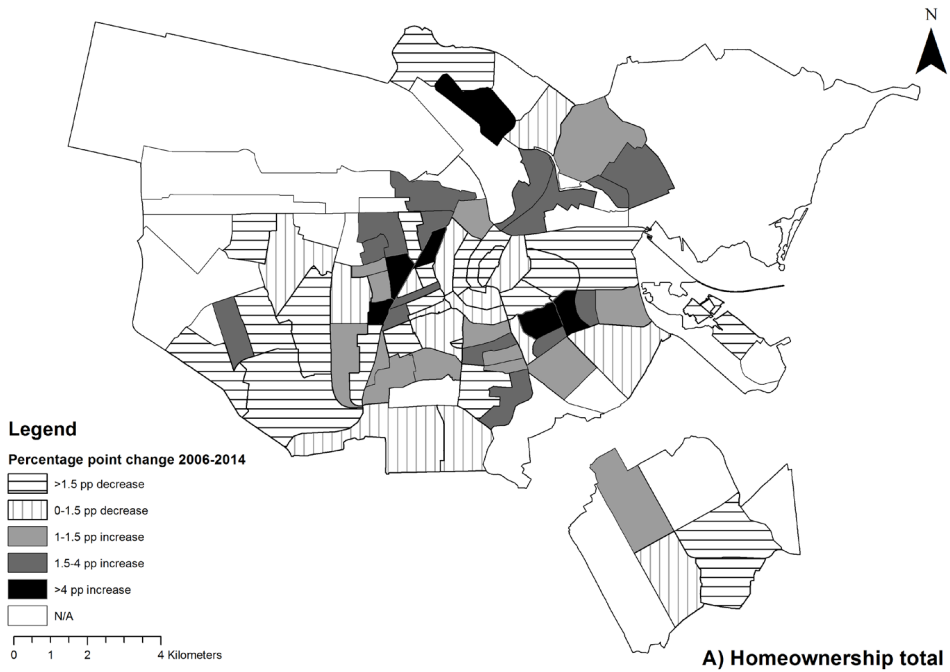 N
Legend
Percentage point change 2006-2014
>1.5 pp decrease
0-1.5 pp decrease
1-1.5 pp increase
1.5-4 pp increase
>4 pp increase
N/A
0 1 2 4 Kilometers
A) Homeownership total